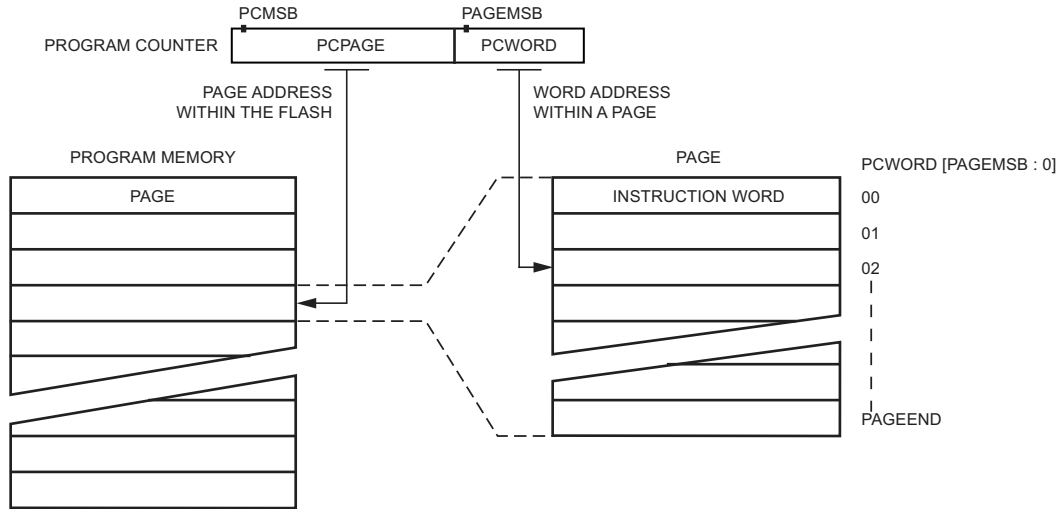 PCMSB PAGEMSB
PROGRAM COUNTER PCPAGE PCWORD
PAGE ADDRESS
WITHIN THE FLASH
WORD ADDRESS
WITHIN A PAGE
PROGRAM MEMORY
PAGE
PAGE
INSTRUCTION WORD
PCWORD [PAGEMSB : 0]
00
01
02
PAGEEND